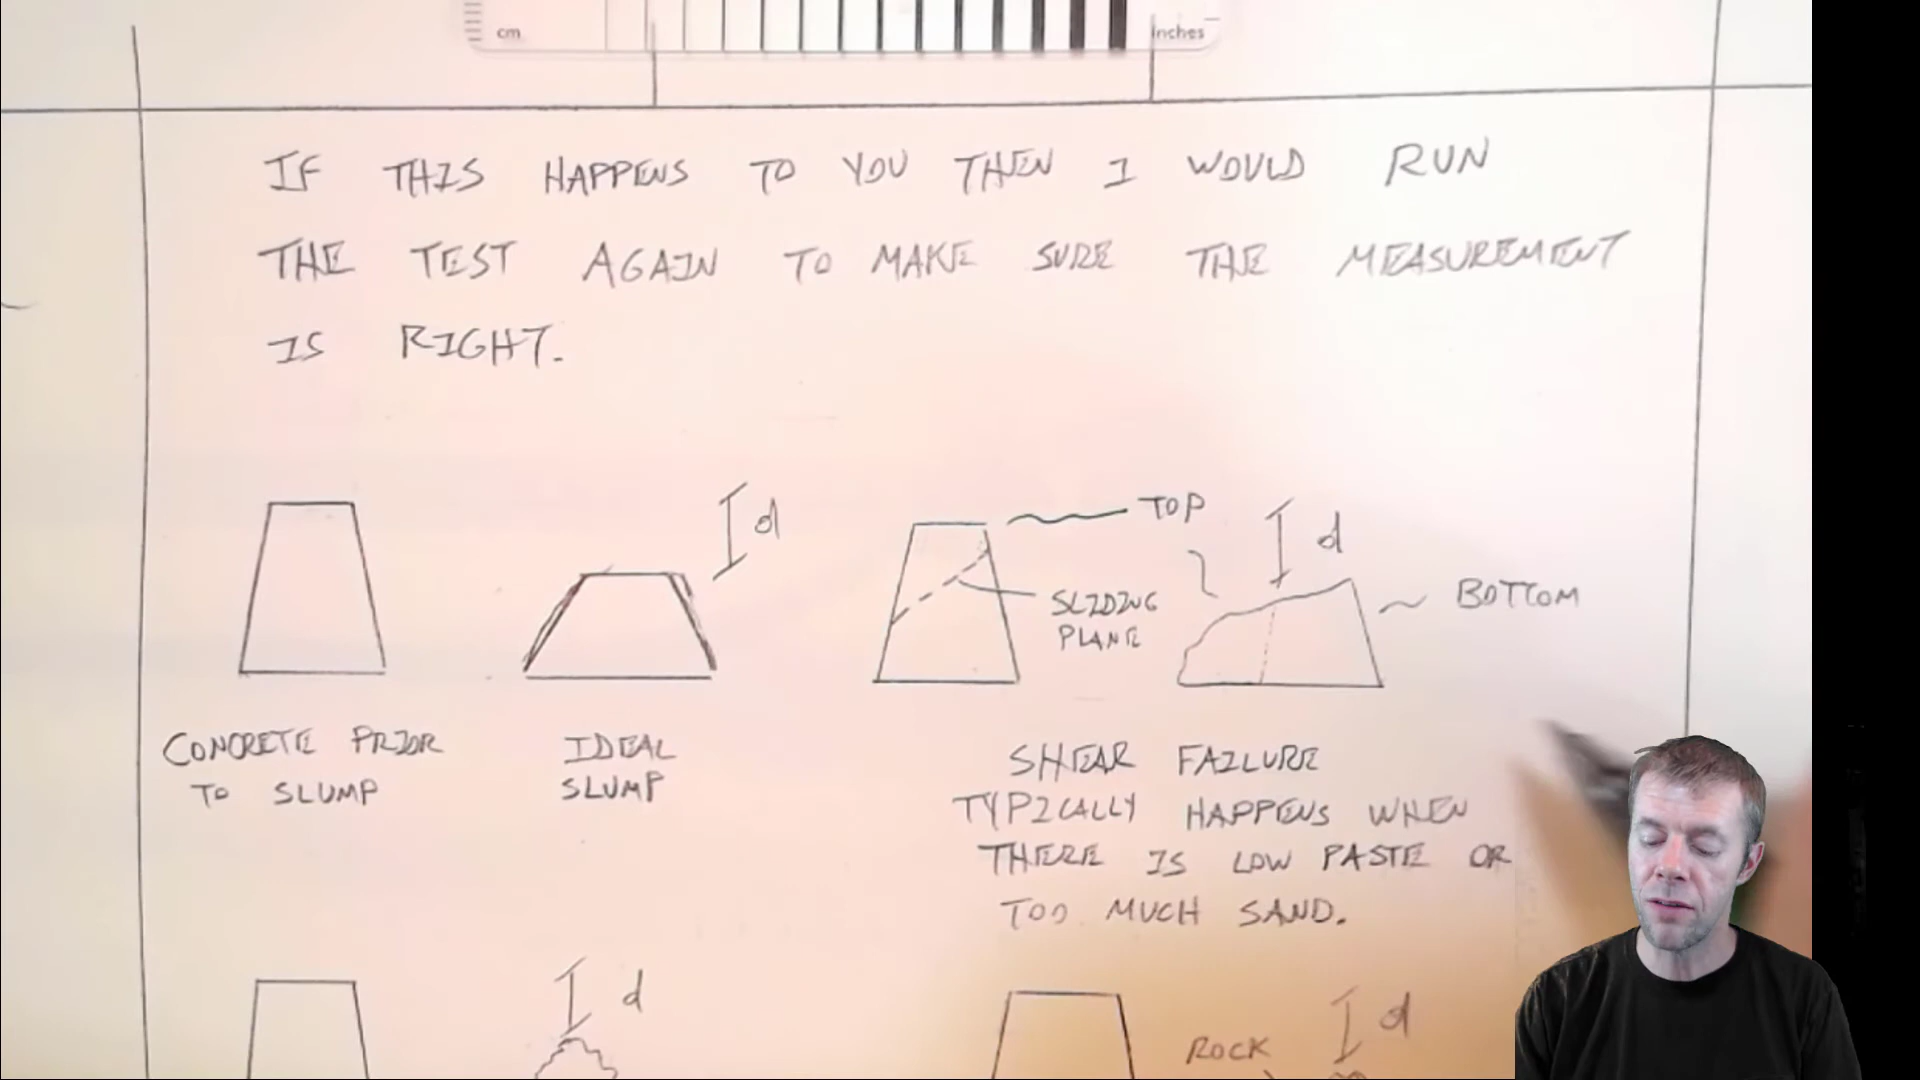 cm
Inches
IF THIS HAPPENS TO YOU THEN I WOULD RUN
THE TEST AGAIN TO MAKE SURE THE MEASUREMENT
IS RIGHT.
d
TOP
d
SLIDING
PLANE
BOTTOM
CONCRETE PRIOR
TO SLUMP
IDEAL
SLUMP
SHEAR FAILURE
TYPICALLY HAPPENS WHEN
THERE IS LOW PASTE OR
TOO MUCH SAND.
d
ROCK
d